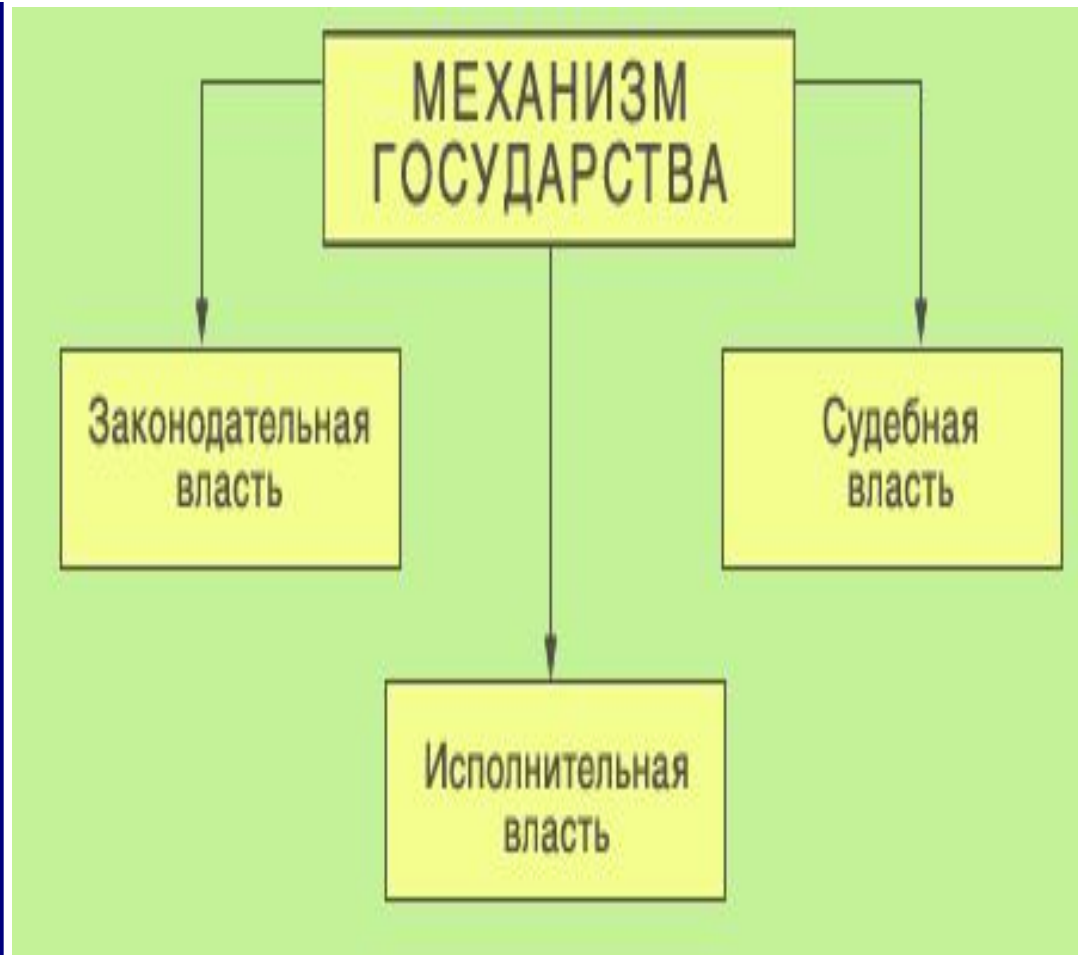 МЕХАНИЗМ
ГОСУДАРСТВА
Законодательная
власть
Судебная
власть
Исполнительная
власть